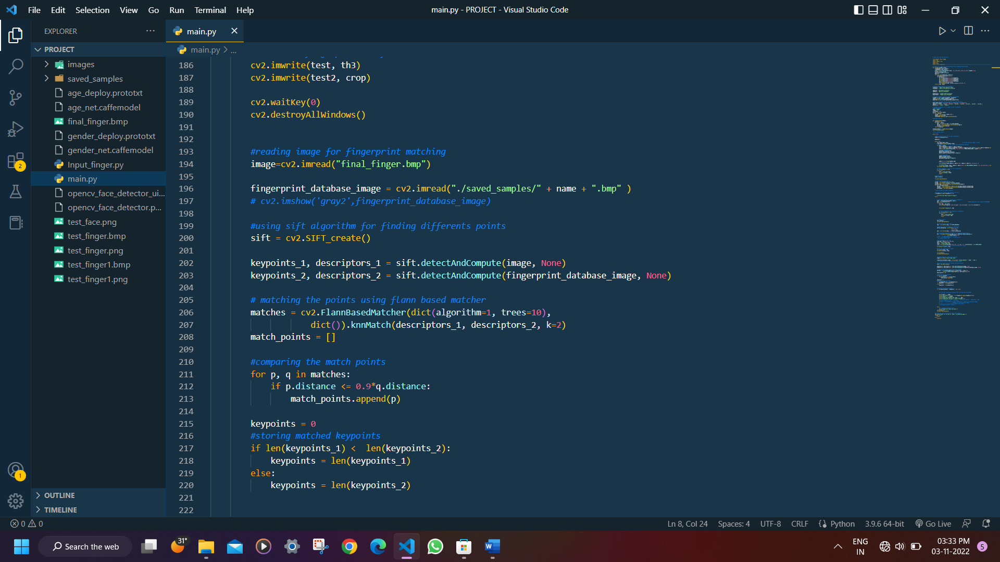 File Edit Selection View Go Run Terminal Help
main.py - PROJECT - Visual Studio Code
EXPLORER
main.py
PROJECT
main.py > ...
images
saved_samples
age_deploy.prototxt
age_net.caffemodel
final_finger.bmp
gender_deploy.prototxt
gender_net.caffemodel
Input_finger.py
main.py
opencv_face_detector_ui...
opencv_face_detector.p...
test_face.png
test_finger.bmp
test_finger.png
test_finger1.bmp
test_finger1.png
OUTLINE
TIMELINE
2
1
186 cv2.imwrite(test, th3)
187 cv2.imwrite(test2, crop)
188
189 cv2.waitKey(0)
190 cv2.destroyAllWindows()
191
192
193 #reading image for fingerprint matching
194 image=cv2.imread("final_finger.bmp")
195
196 fingerprint_database_image = cv2.imread("./saved_samples/" + name + ".bmp" )
197 # cv2.imshow('gray2',fingerprint_database_image)
198
199 #using sift algorithm for finding differents points
200 sift = cv2.SIFT_create()
201
202 keypoints_1, descriptors_1 = sift.detectAndCompute(image, None)
203 keypoints_2, descriptors_2 = sift.detectAndCompute(fingerprint_database_image, None)
204
205 # matching the points using flann based matcher
206 matches = cv2.FlannBasedMatcher(dict(algorithm=1, trees=10),
207 dict()).knnMatch(descriptors_1, descriptors_2, k=2)
208 match_points = []
209
210 #comparing the match points
211 for p, q in matches:
212 if p.distance <= 0.9*q.distance:
213 match_points.append(p)
214
215 keypoints = 0
216 #storing matched keypoints
217 if len(keypoints_1) <  len(keypoints_2):
218 keypoints = len(keypoints_1)
219 else:
220 keypoints = len(keypoints_2)
221
222
0 0
Ln 8, Col 24 Spaces: 4 UTF-8 CRLF Python 3.9.6 64-bit Go Live
Search the web
31°
ENG
IN
03:33 PM
03-11-2022
5